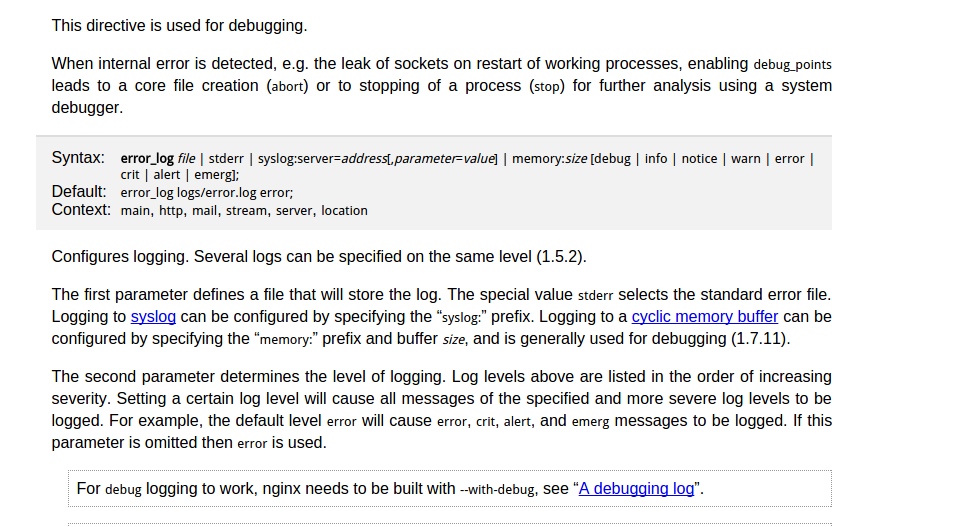 This directive is used for debugging.
When internal error is detected, e.g. the leak of sockets on restart of working processes, enabling debug_points
leads to a core file creation (abort) or to stopping of a process (stop) for further analysis using a system
debugger.
Syntax: error_log file | stderr | syslog:server=address[,parameter=value] | memory:size [debug | info | notice | warn | error |
crit | alert | emerg];
Default: error_log logs/error.log error;
Context: main, http, mail, stream, server, location
Configures logging. Several logs can be specified on the same level (1.5.2).
The first parameter defines a file that will store the log. The special value stderr selects the standard error file.
Logging to syslog can be configured by specifying the “syslog:” prefix. Logging to a cyclic memory buffer can be
configured by specifying the “memory:” prefix and buffer size, and is generally used for debugging (1.7.11).
The second parameter determines the level of logging. Log levels above are listed in the order of increasing
severity. Setting a certain log level will cause all messages of the specified and more severe log levels to be
logged. For example, the default level error will cause error, crit, alert, and emerg messages to be logged. If this
parameter is omitted then error is used.
For debug logging to work, nginx needs to be built with --with-debug, see “A debugging log”.